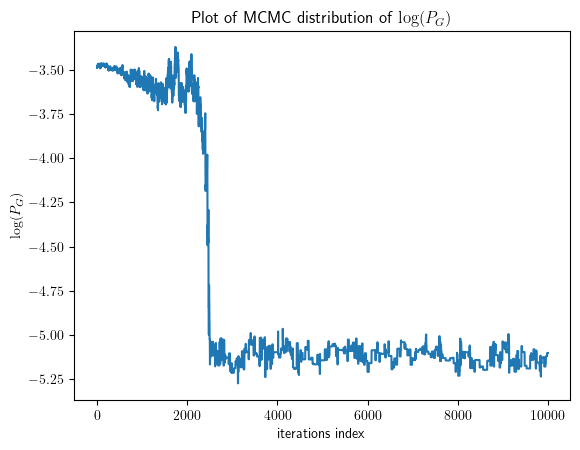 Plot of MCMC distribution of log(P_G)
log(P_G)
−3.50
−3.75
−4.00
−4.25
−4.50
−4.75
−5.00
−5.25
0 2000 4000 6000 8000 10000
iterations index